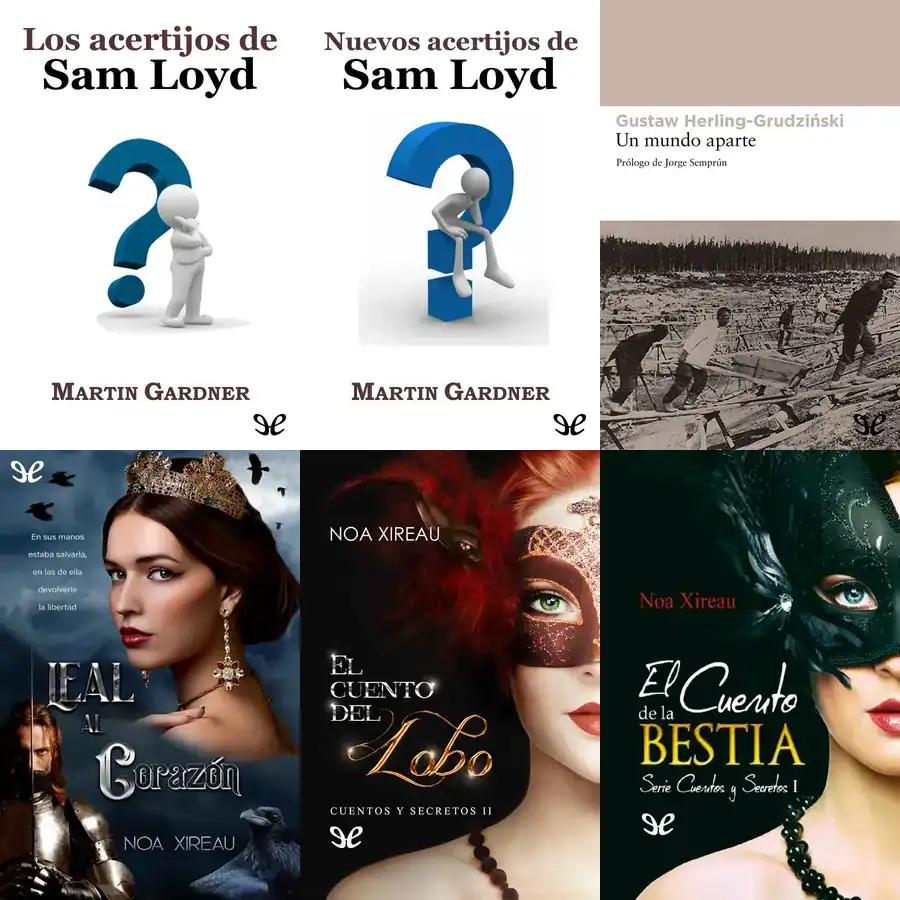 Los acertijos de
Sam Loyd
MARTIN GARDNER
Nuevos acertijos de
Sam Loyd
MARTIN GARDNER
Gustaw Herling-Grudziński
Un mundo aparte
Prólogo de Jorge Semprún
En sus manos
estaba salvarla,
en las de ella
devolverle
la libertad
LEAL
AL
Corazón
NOA XIREAU
NOA XIREAU
EL
CUENTO
DEL
Lobo
CUENTOS Y SECRETOS II
Noa Xireau
El Cuento
de la
BESTIA
Serie Cuentos y Secretos I